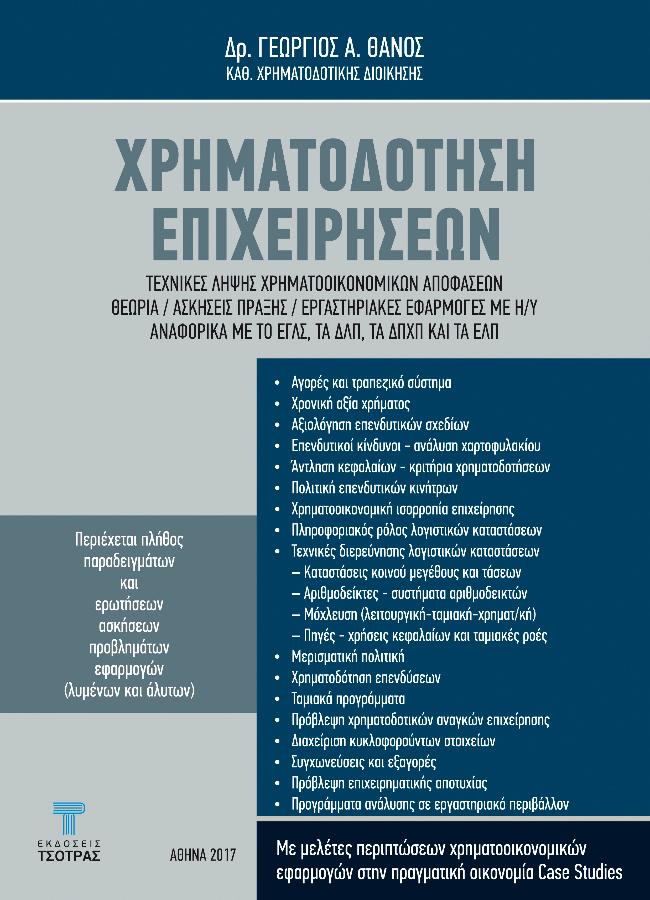 Δρ. ΓΕΩΡΓΙΟΣ Α. ΘΑΝΟΣ
ΚΑΘ. ΧΡΗΜΑΤΟΔΟΤΙΚΗΣ ΔΙΟΙΚΗΣΗΣ
ΧΡΗΜΑΤΟΔΟΤΗΣΗ
ΕΠΙΧΕΙΡΗΣΕΩΝ
ΤΕΧΝΙΚΕΣ ΛΗΨΗΣ ΧΡΗΜΑΤΟΟΙΚΟΝΟΜΙΚΩΝ ΑΠΟΦΑΣΕΩΝ
ΘΕΩΡΙΑ / ΑΣΚΗΣΕΙΣ ΠΡΑΞΗΣ / ΕΡΓΑΣΤΗΡΙΑΚΕΣ ΕΦΑΡΜΟΓΕΣ ΜΕ Η/Υ
ΑΝΑΦΟΡΙΚΑ ΜΕ ΤΟ ΕΓΛΣ, ΤΑ ΔΛΠ, ΤΑ ΔΠΧΠ ΚΑΙ ΤΑ ΕΛΠ
• Αγορές και τραπεζικό σύστημα
• Χρονική αξία χρήματος
• Αξιολόγηση επενδυτικών σχεδίων
• Επενδυτικοί κίνδυνοι - ανάλυση χαρτοφυλακίου
• Άντληση κεφαλαίων - κριτήρια χρηματοδοτήσεων
• Πολιτική επενδυτικών κινήτρων
• Χρηματοοικονομική ισορροπία επιχείρησης
• Πληροφοριακός ρόλος λογιστικών καταστάσεων
• Τεχνικές διερεύνησης λογιστικών καταστάσεων
– Καταστάσεις κοινού μεγέθους και τάσεων
– Αριθμοδείκτες - συστήματα αριθμοδεικτών
– Μόχλευση (λειτουργική-ταμιακή-χρηματ/κή)
– Πηγές - χρήσεις κεφαλαίων και ταμιακές ροές
• Μερισματική πολιτική
• Χρηματοδότηση επενδύσεων
• Ταμιακά προγράμματα
• Πρόβλεψη χρηματοδοτικών αναγκών επιχείρησης
• Διαχείριση κυκλοφορούντων στοιχείων
• Συγχωνεύσεις και εξαγορές
• Πρόβλεψη επιχειρηματικής αποτυχίας
• Προγράμματα ανάλυσης σε εργαστηριακό περιβάλλον
Περιέχεται πλήθος
παραδειγμάτων
και
ερωτήσεων
ασκήσεων
προβλημάτων
εφαρμογών
(λυμένων και άλυτων)
ΕΚΔΟΣΕΙΣ
ΤΣΟΤΡΑΣ
ΑΘΗΝΑ 2017
Με μελέτες περιπτώσεων χρηματοοικονομικών
εφαρμογών στην πραγματική οικονομία Case Studies